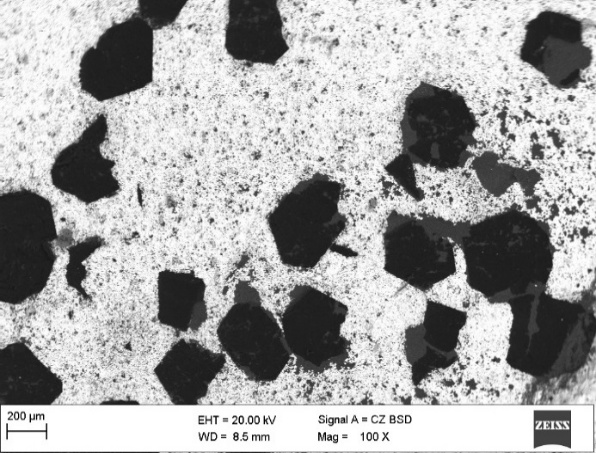 200 µm
EHT = 20.00 kV Signal A = CZ BSD
WD = 8.5 mm Mag = 100 X
ZEISS